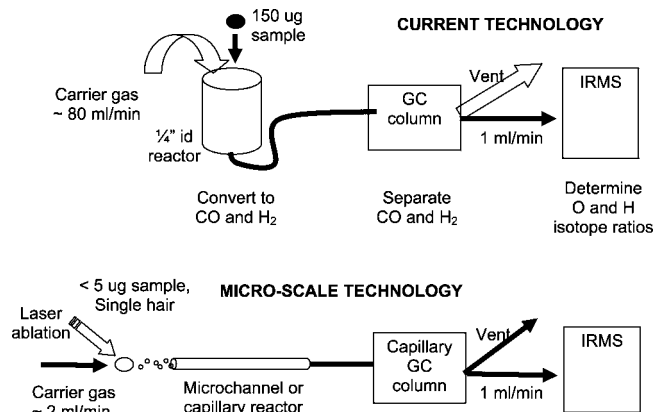 150 ug
sample
CURRENT TECHNOLOGY
Carrier gas
~ 80 ml/min
¼" id
reactor
GC
column
Vent
1 ml/min
IRMS
Convert to
CO and H₂
Separate
CO and H₂
Determine
O and H
isotope ratios
< 5 ug sample,
Single hair
MICRO-SCALE TECHNOLOGY
Laser
ablation
Carrier gas
~ 2 ml/min
Microchannel or
capillary reactor
Capillary
GC
column
Vent
1 ml/min
IRMS